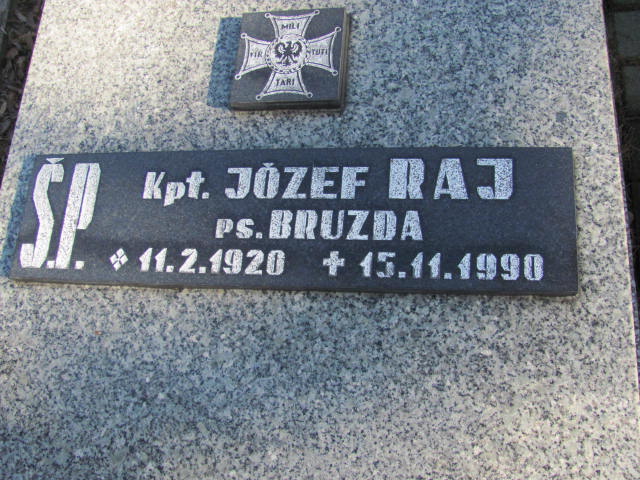 MILI
VIR TUTI
TARI
Ś.P.
Kpt. JÓZEF RAJ
ps. BRUZDA
11.2.1920 15.11.1990